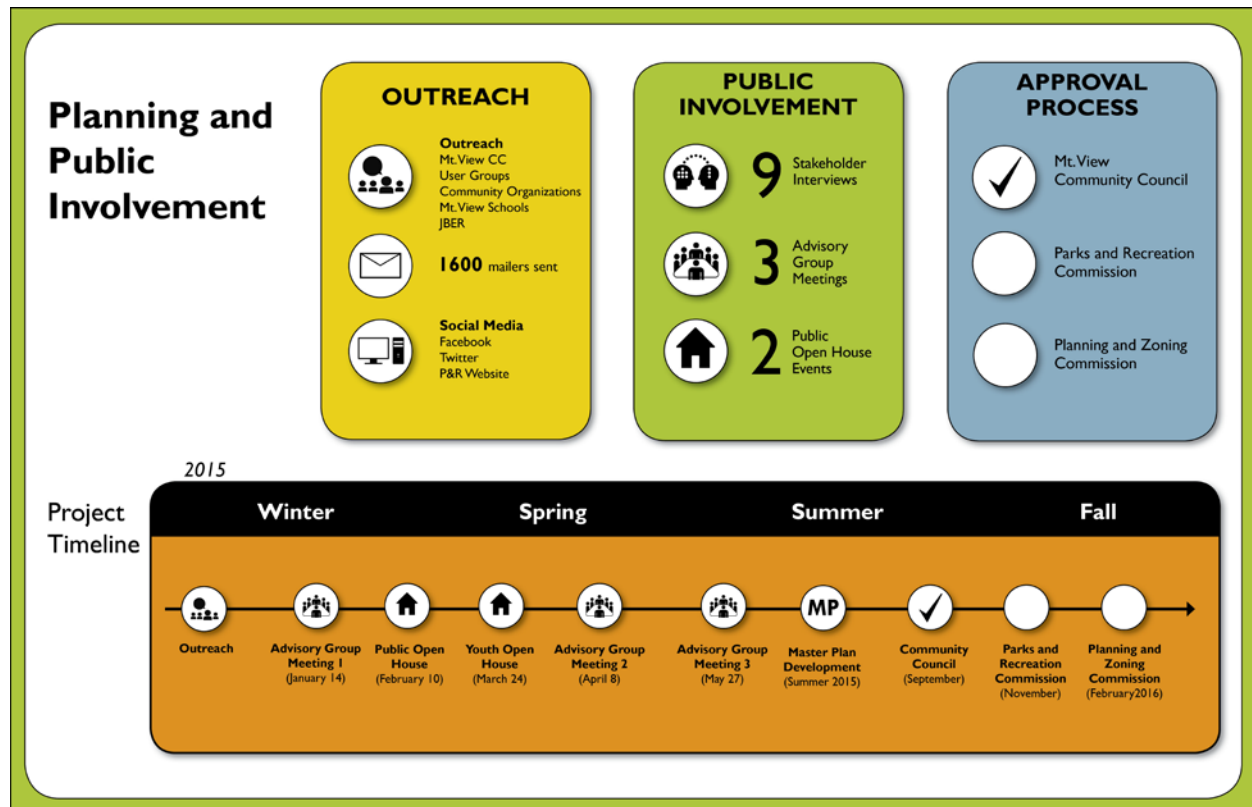 Planning and
Public
Involvement
OUTREACH
Outreach
Mt.View CC
User Groups
Community Organizations
Mt.View Schools
JBER
1600 mailers sent
Social Media
Facebook
Twitter
P&R Website
PUBLIC
INVOLVEMENT
9 Stakeholder
Interviews
3 Advisory
Group
Meetings
2 Public
Open House
Events
APPROVAL
PROCESS
Mt.View
Community Council
Parks and Recreation
Commission
Planning and Zoning
Commission
2015
Project
Timeline
Winter Spring Summer Fall
MP
Outreach
Advisory Group
Meeting 1
(January 14)
Public Open
House
(February 10)
Youth Open
House
(March 24)
Advisory Group
Meeting 2
(April 8)
Advisory Group
Meeting 3
(May 27)
Master Plan
Development
(Summer 2015)
Community
Council
(September)
Parks and
Recreation
Commission
(November)
Planning and
Zoning
Commission
(February2016)